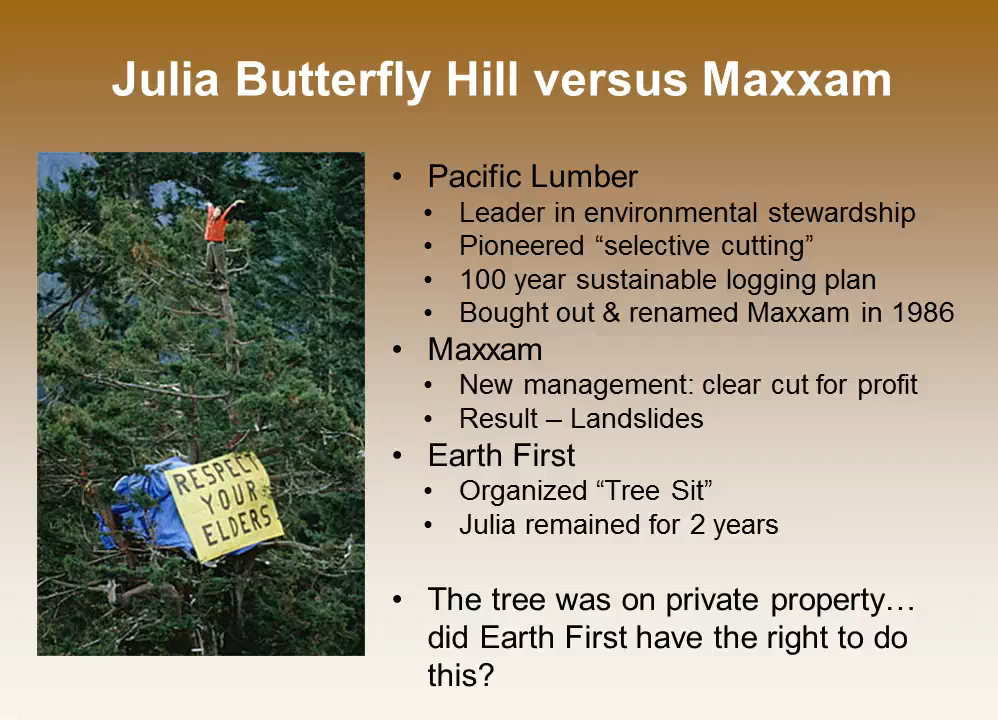 Julia Butterfly Hill versus Maxxam
RESPECT
YOUR
ELDERS
• Pacific Lumber
• Leader in environmental stewardship
• Pioneered “selective cutting”
• 100 year sustainable logging plan
• Bought out & renamed Maxxam in 1986
• Maxxam
• New management: clear cut for profit
• Result – Landslides
• Earth First
• Organized “Tree Sit”
• Julia remained for 2 years
• The tree was on private property…
did Earth First have the right to do
this?